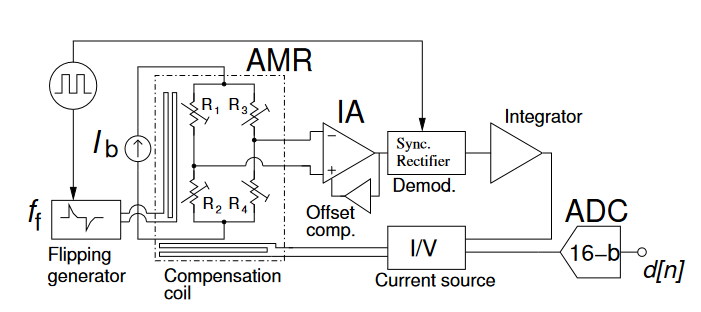 AMR
R1 R3
IA
Integrator
Ib
−
+
Sync.
Rectifier
Demod.
R2 R4
ff
Offset
comp.
ADC
I/V
16−b
d[n]
Flipping
generator
Compensation
coil
Current source